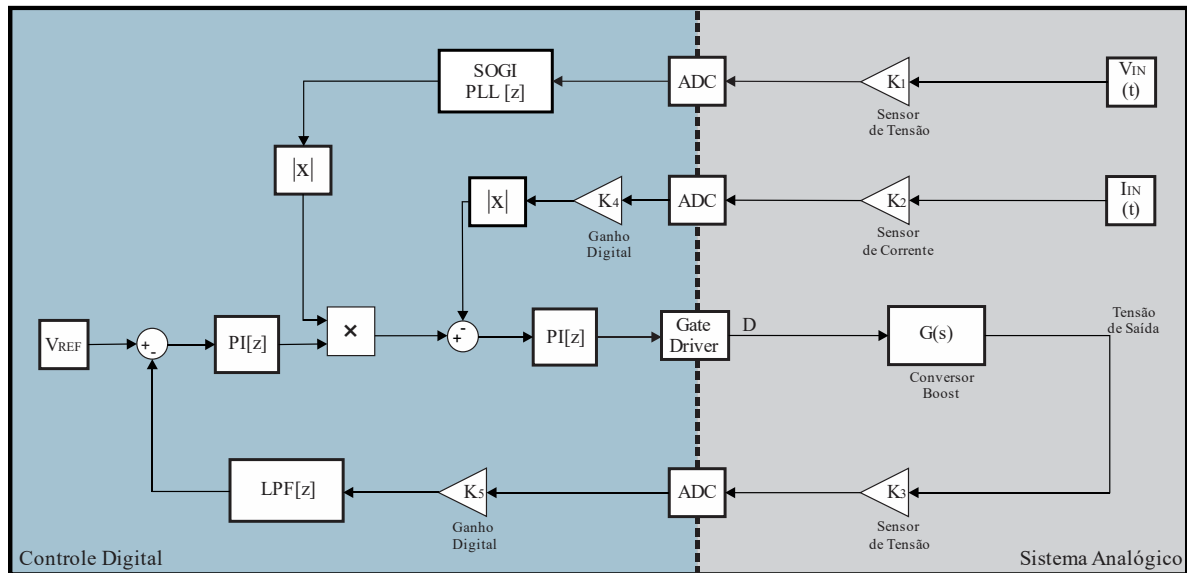 SOGI
PLL [z]
ADC
K1
Sensor
de Tensão
VIN
(t)
|x|
|x|
K4
Ganho
Digital
ADC
K2
Sensor
de Corrente
IIN
(t)
VREF
+
-
PI[z]
×
-
+
PI[z]
Gate
Driver
D
G(s)
Conversor
Boost
Tensão
de Saída
LPF[z]
K5
Ganho
Digital
ADC
K3
Sensor
de Tensão
Controle Digital
Sistema Analógico